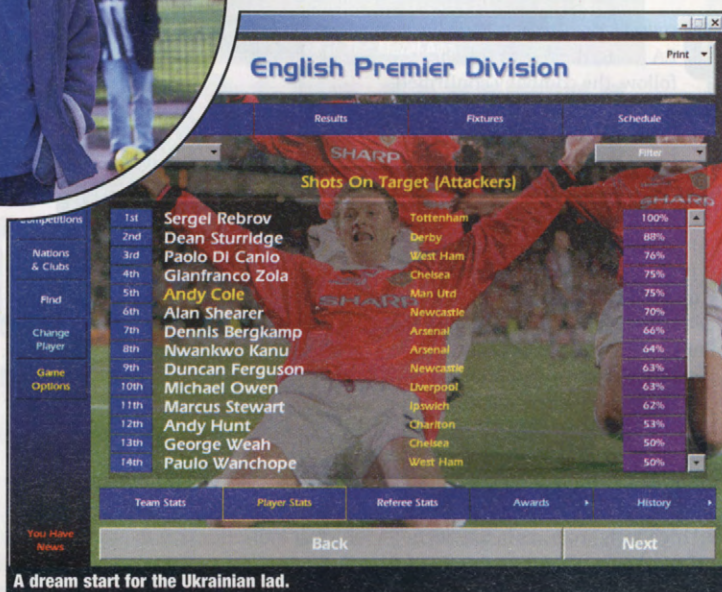 English Premier Division
Print
Results Fixtures Schedule
Filter
SHARP
SHARP
Shots On Target (Attackers)
Competitions
Nations & Clubs
Find
Change Player
Game Options
You Have News
1st Sergei Rebrov Tottenham 100%
2nd Dean Sturridge Derby 88%
3rd Paolo Di Canio West Ham 76%
4th Gianfranco Zola Chelsea 75%
5th Andy Cole Man Utd 75%
6th Alan Shearer Newcastle 70%
7th Dennis Bergkamp Arsenal 66%
8th Nwankwo Kanu Arsenal 64%
9th Duncan Ferguson Newcastle 63%
10th Michael Owen Liverpool 63%
11th Marcus Stewart Ipswich 62%
12th Andy Hunt Charlton 53%
13th George Weah Chelsea 50%
14th Paulo Wanchope West Ham 50%
SHARP
Team Stats Player Stats Referee Stats Awards History
Back Next
A dream start for the Ukrainian lad.